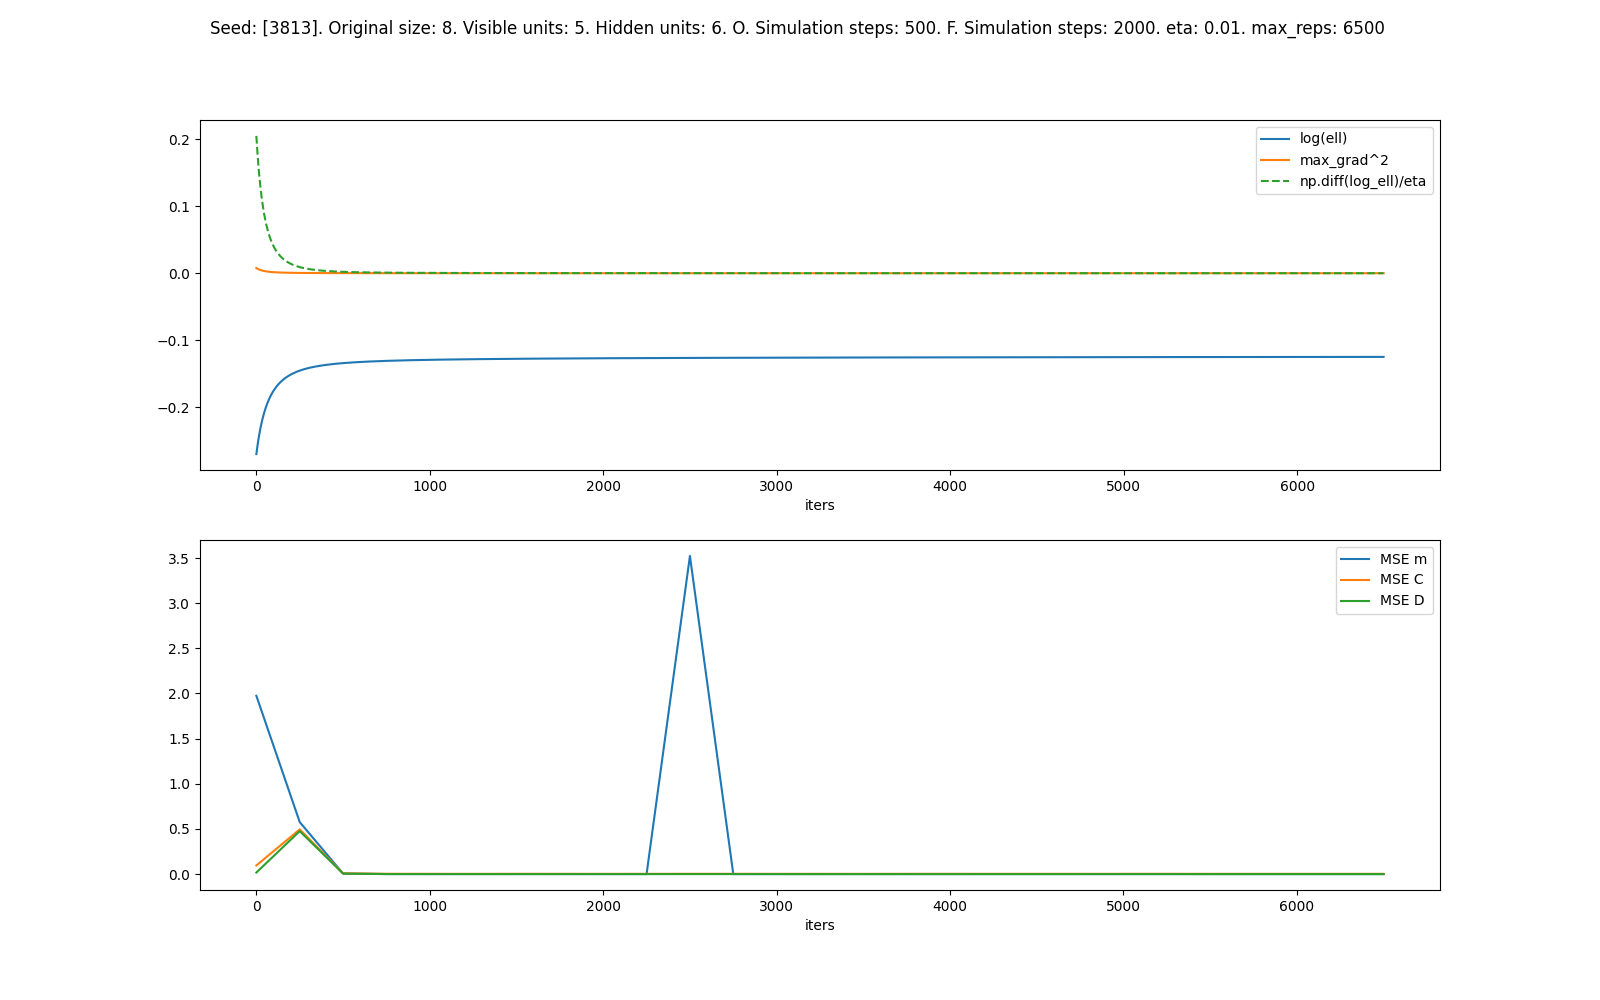 Seed: [3813]. Original size: 8. Visible units: 5. Hidden units: 6. O. Simulation steps: 500. F. Simulation steps: 2000. eta: 0.01. max_reps: 6500
0.2
0.1
0.0
−0.1
−0.2
log(ell)
max_grad^2
np.diff(log_ell)/eta
0 1000 2000 3000 4000 5000 6000
iters
3.5
3.0
2.5
2.0
1.5
1.0
0.5
0.0
MSE m
MSE C
MSE D
0 1000 2000 3000 4000 5000 6000
iters